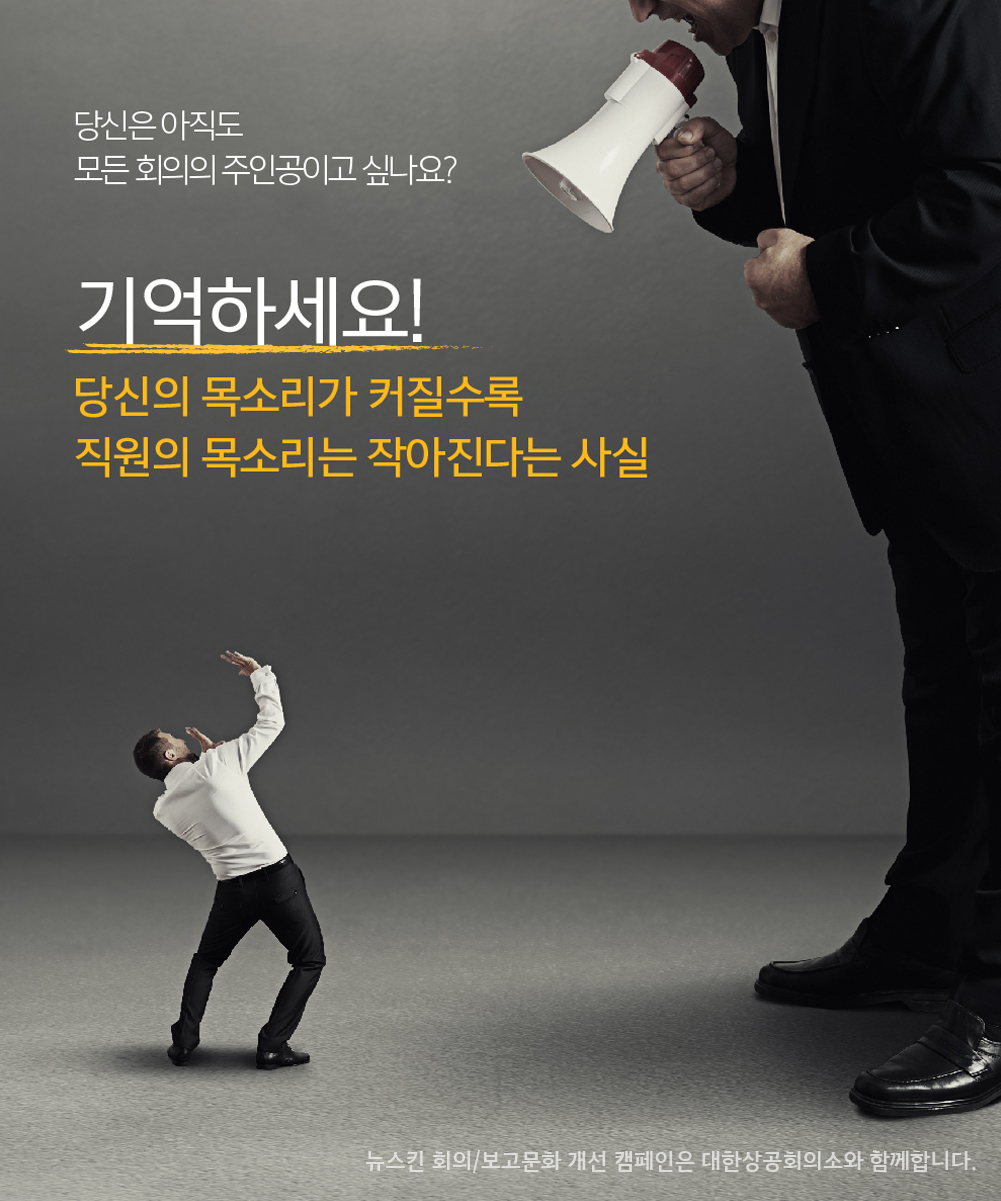 당신은 아직도
모든 회의의 주인공이고 싶나요?
기억하세요!
당신의 목소리가 커질수록
직원의 목소리는 작아진다는 사실
뉴스킨 회의/보고문화 개선 캠페인은 대한상공회의소와 함께합니다.